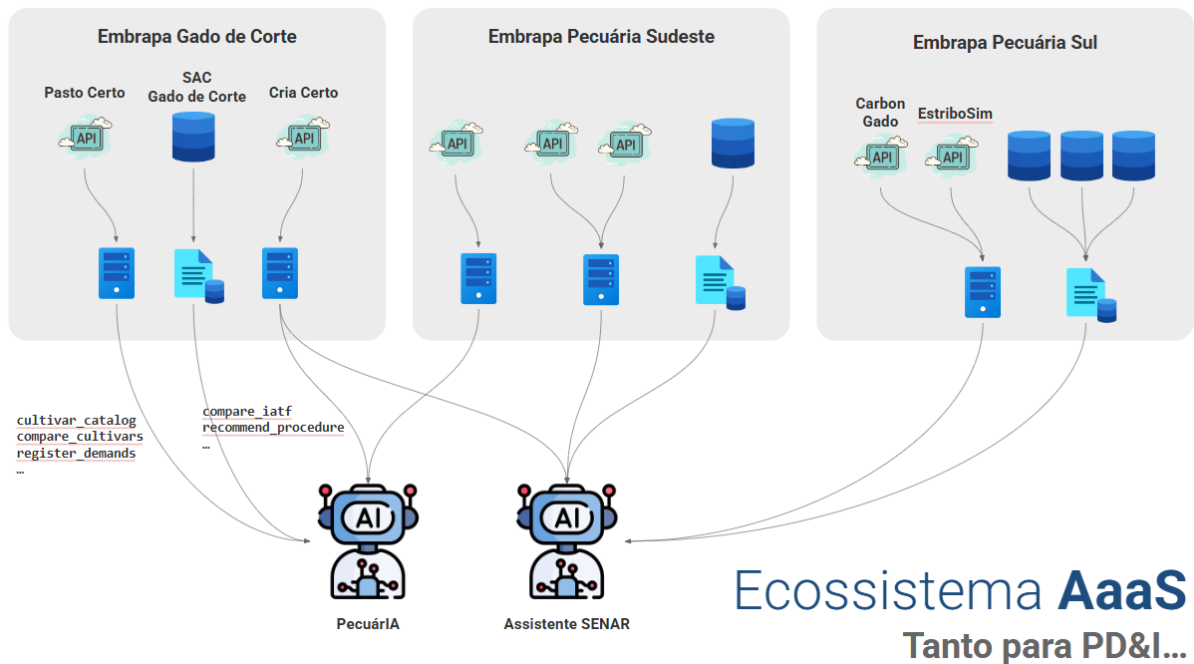 Embrapa Gado de Corte
Pasto Certo
SAC
Gado de Corte
Cria Certo
API
API
Embrapa Pecuária Sudeste
API
API
API
Embrapa Pecuária Sul
Carbon
Gado
EstriboSim
API
API
cultivar_catalog
compare_cultivars
register_demands
…
compare_iatf
recommend_procedure
…
AI
AI
PecuárIA
Assistente SENAR
Ecossistema AaaS
Tanto para PD&I...